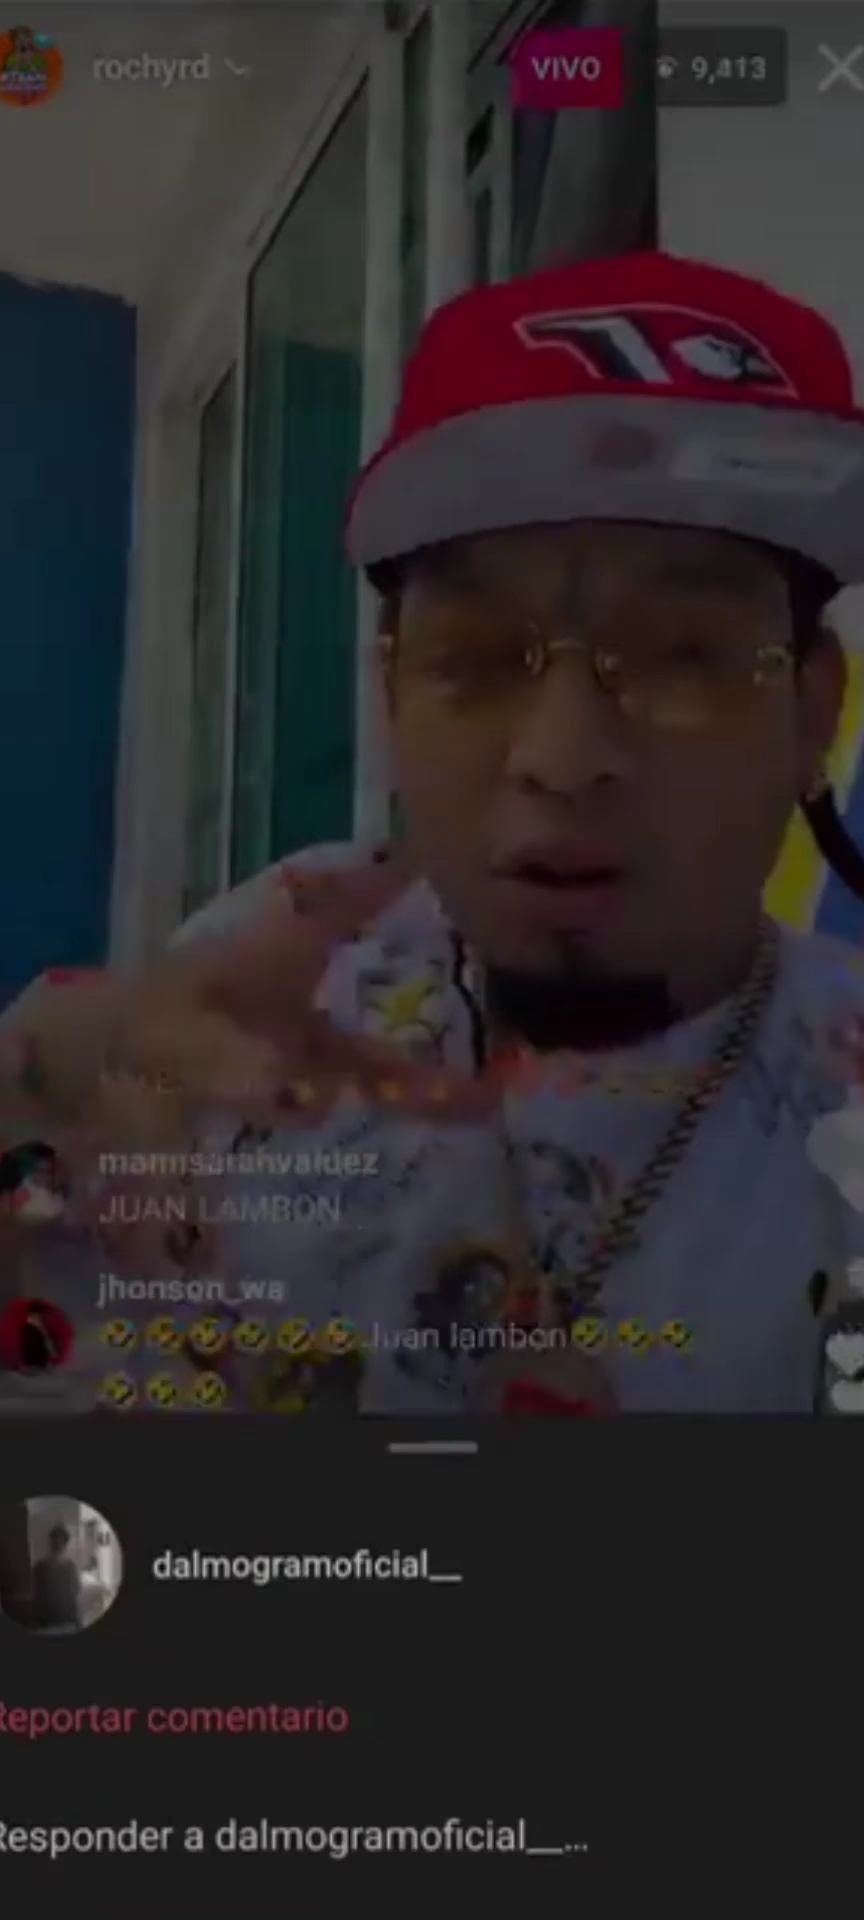 rochyrd
VIVO 9,413
mamisarahvaldez
JUAN LAMBON
jhonson_wa
🤣🤣🤣🤣🤣🤣Juan lambon🤣🤣🤣
🤣🤣🤣
dalmogramoficial__
Reportar comentario
Responder a dalmogramoficial__...